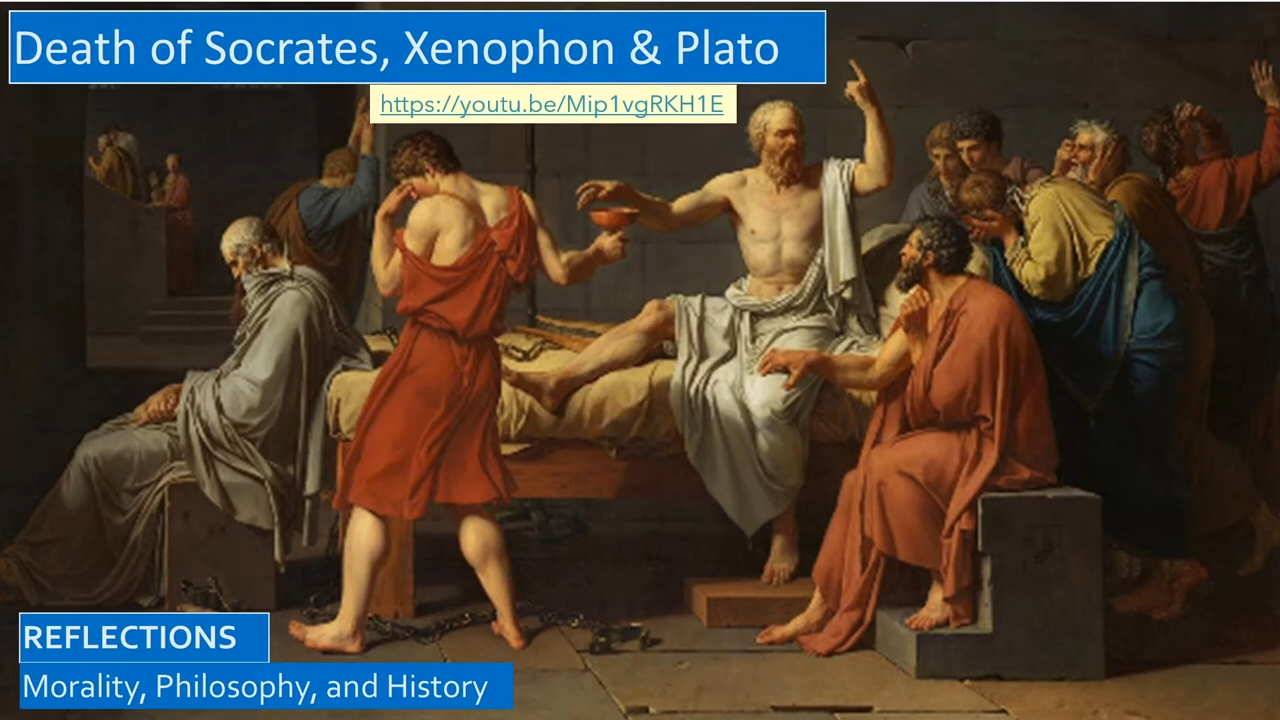 Death of Socrates, Xenophon & Plato
https://youtu.be/Mip1vgRKH1E
REFLECTIONS
Morality, Philosophy, and History